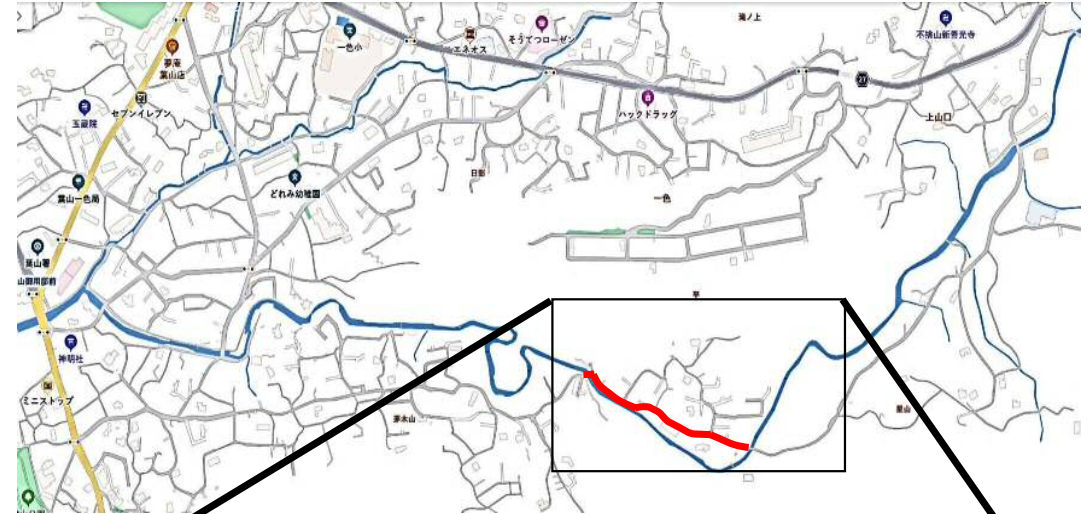 滝ノ上
不捨山新善光寺
そうてつローゼン
エネオス
一色小
夢庵
葉山店
27
セブンイレブン
玉蔵院
ハックドラッグ
上山口
日影
どれみ幼稚園
葉山一色局
一色
葉山署
山御用邸前
平
神明社
ミニストップ
茅木山
星山